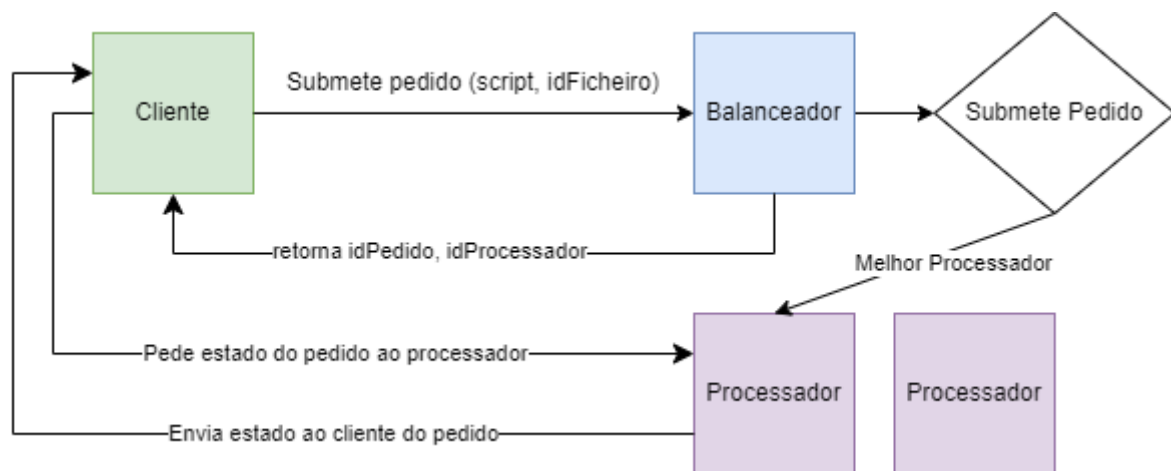 Cliente
Submete pedido (script, idFicheiro)
Balanceador
Submete Pedido
retorna idPedido, idProcessador
Melhor Processador
Pede estado do pedido ao processador
Processador
Processador
Envia estado ao cliente do pedido